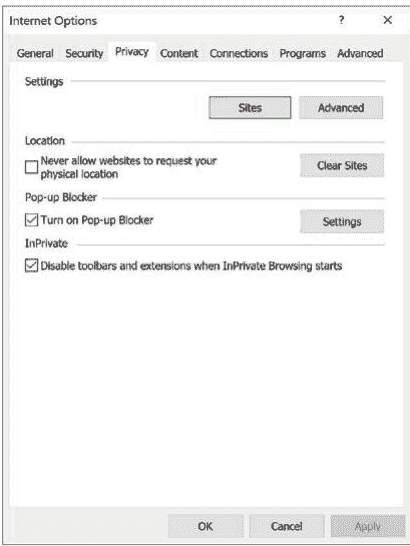 Internet Options ? ×
General Security Privacy Content Connections Programs Advanced
Settings
Sites Advanced
Location
Never allow websites to request your
physical location
Clear Sites
Pop-up Blocker
Turn on Pop-up Blocker
Settings
InPrivate
Disable toolbars and extensions when InPrivate Browsing starts
OK Cancel Apply